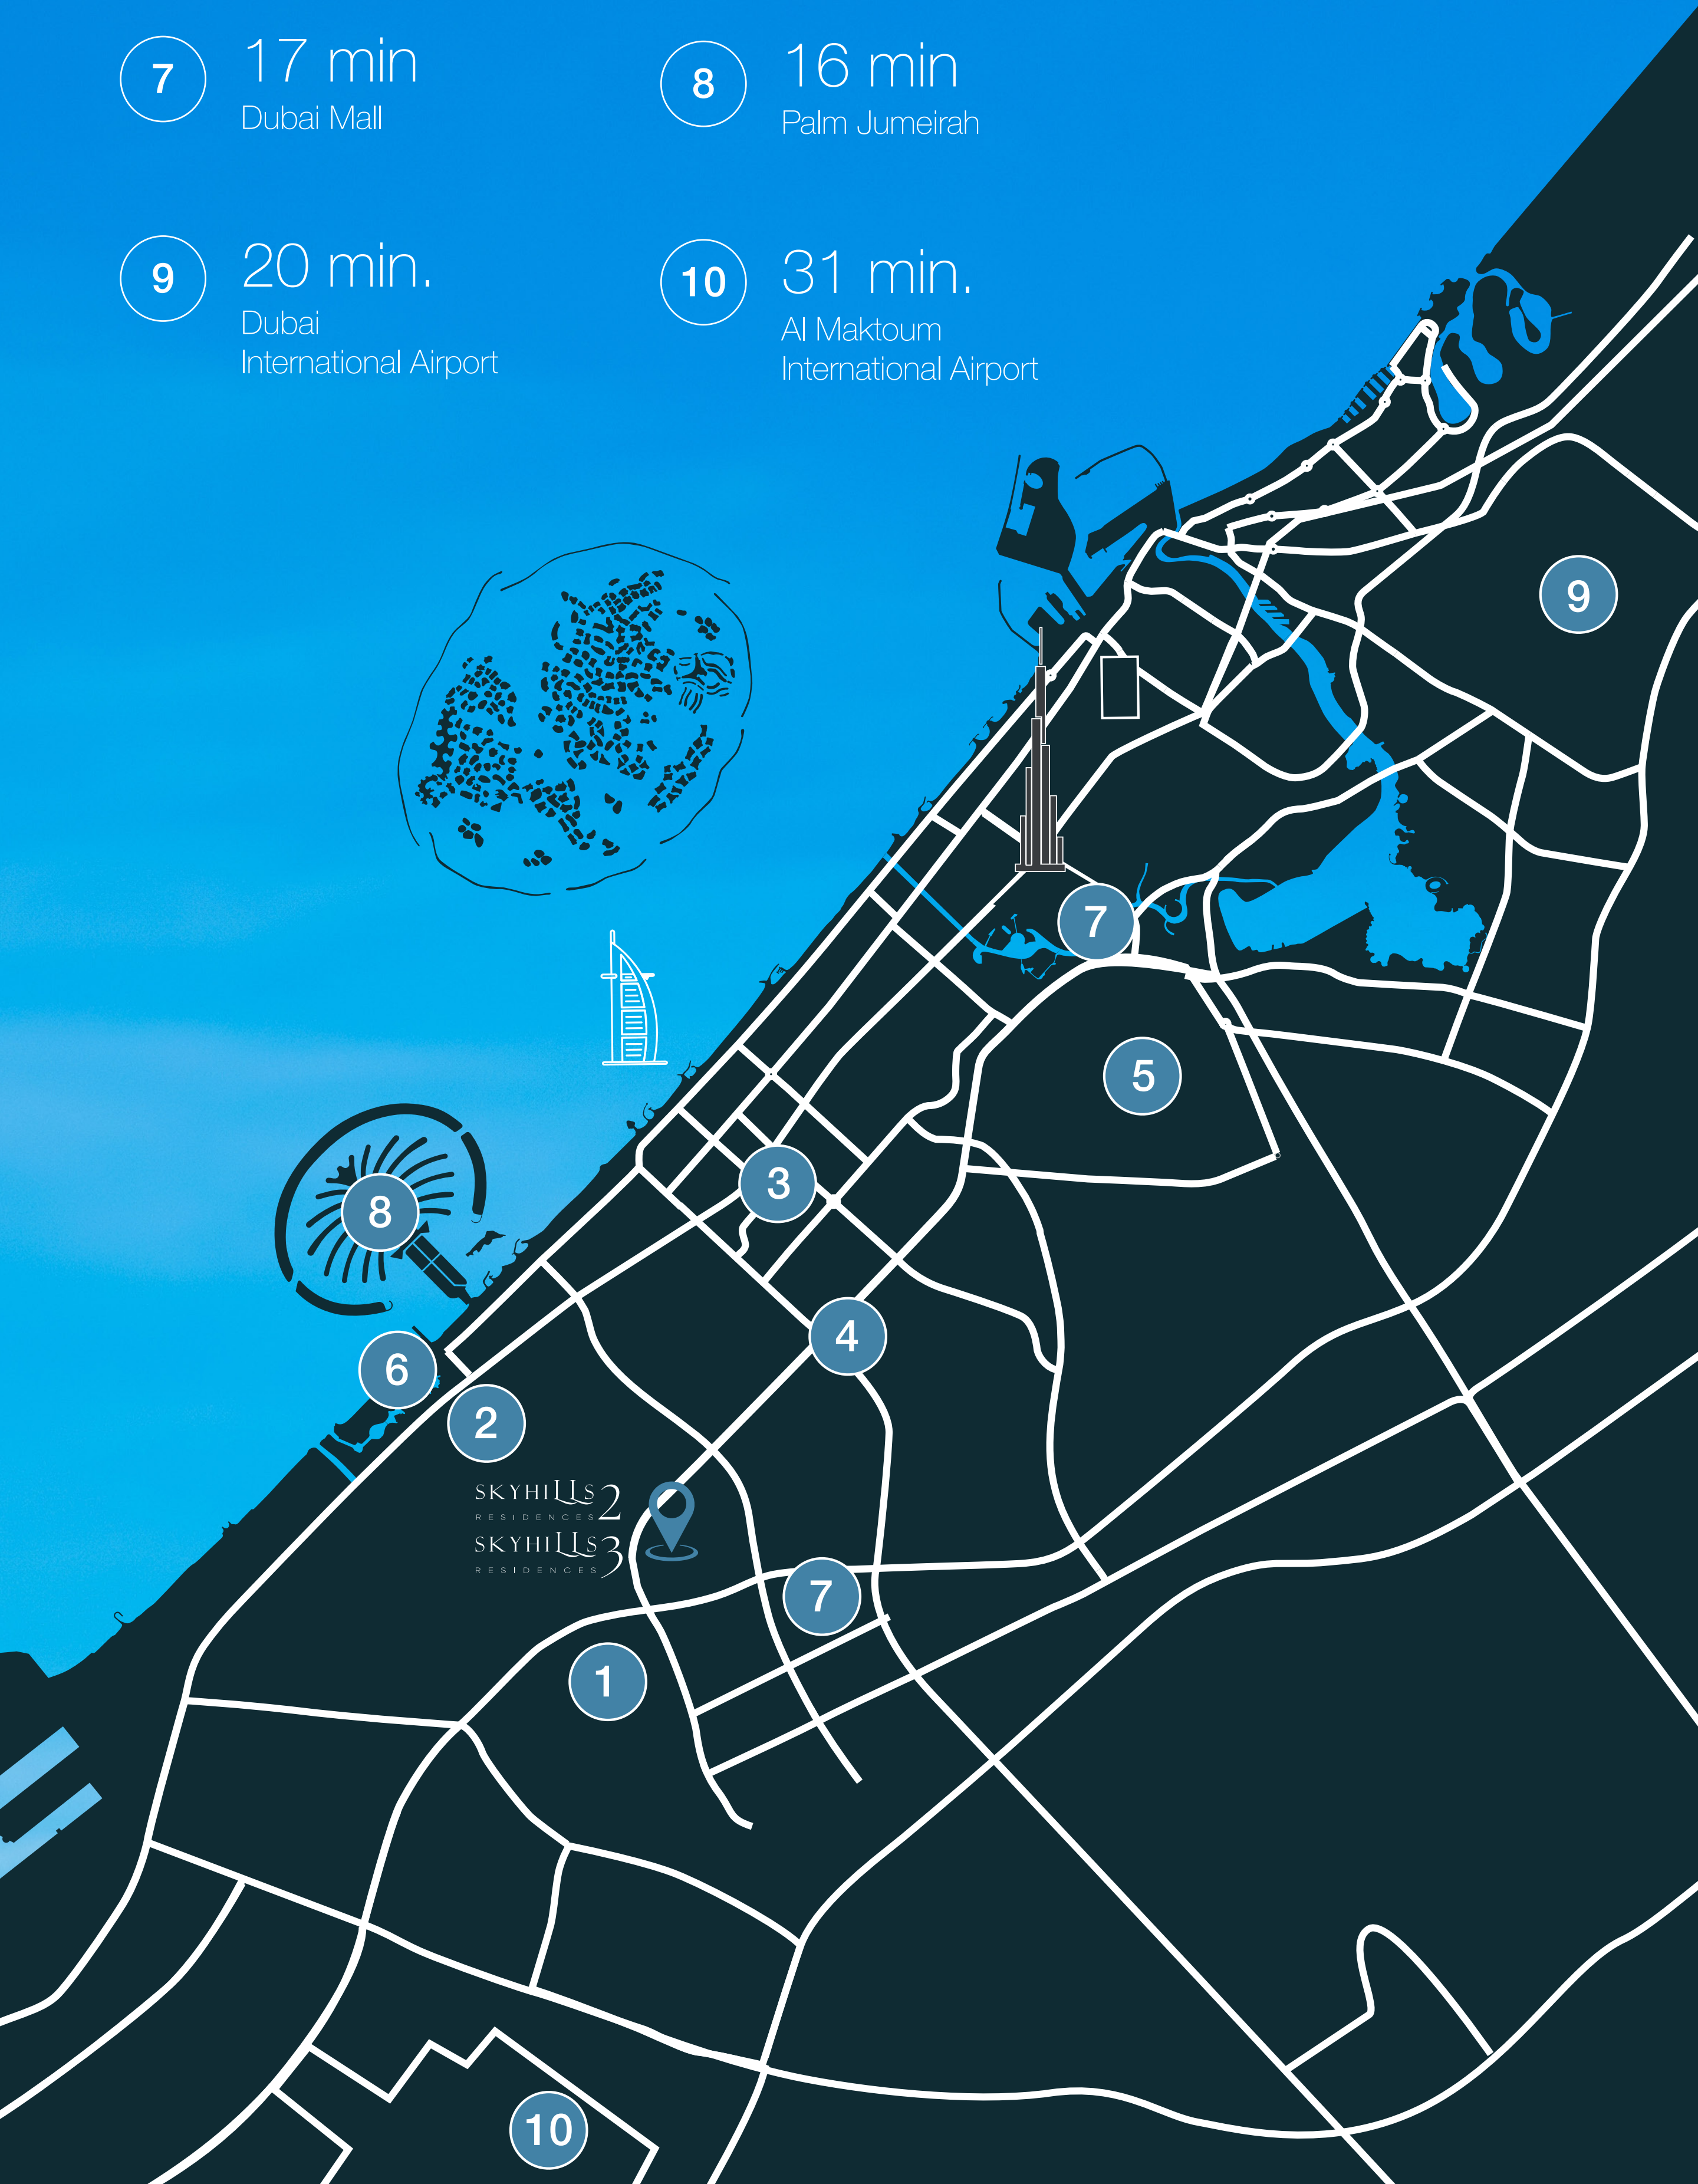 7
17 min
Dubai Mall
8
16 min
Palm Jumeirah
9
20 min.
Dubai
International Airport
10
31 min.
Al Maktoum
International Airport
9
7
5
3
8
4
6
2
SKYHILLS 2
RESIDENCES
SKYHILLS 3
RESIDENCES
7
1
10